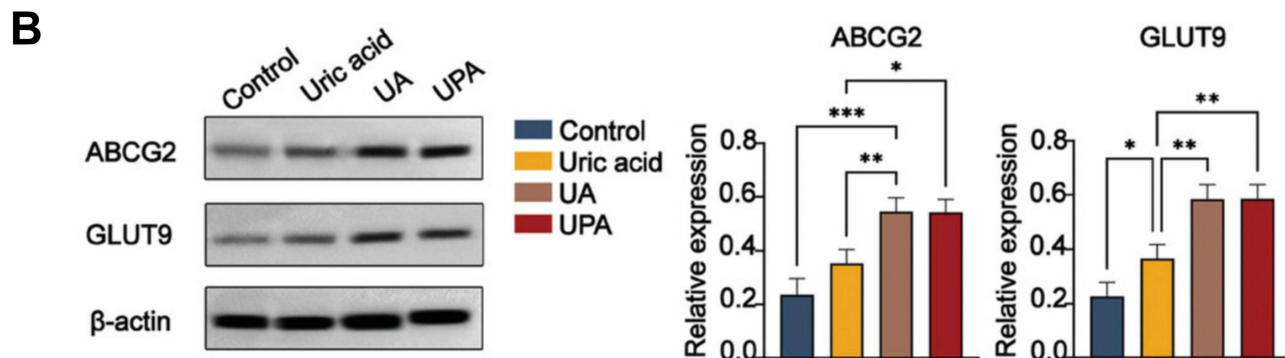 B
Control
Uric acid
UA
UPA
ABCG2
GLUT9
β-actin
Control
Uric acid
UA
UPA
ABCG2
Relative expression
0.8
0.6
0.4
0.2
0.0
***
**
*
GLUT9
Relative expression
0.8
0.6
0.4
0.2
0.0
*
**
**